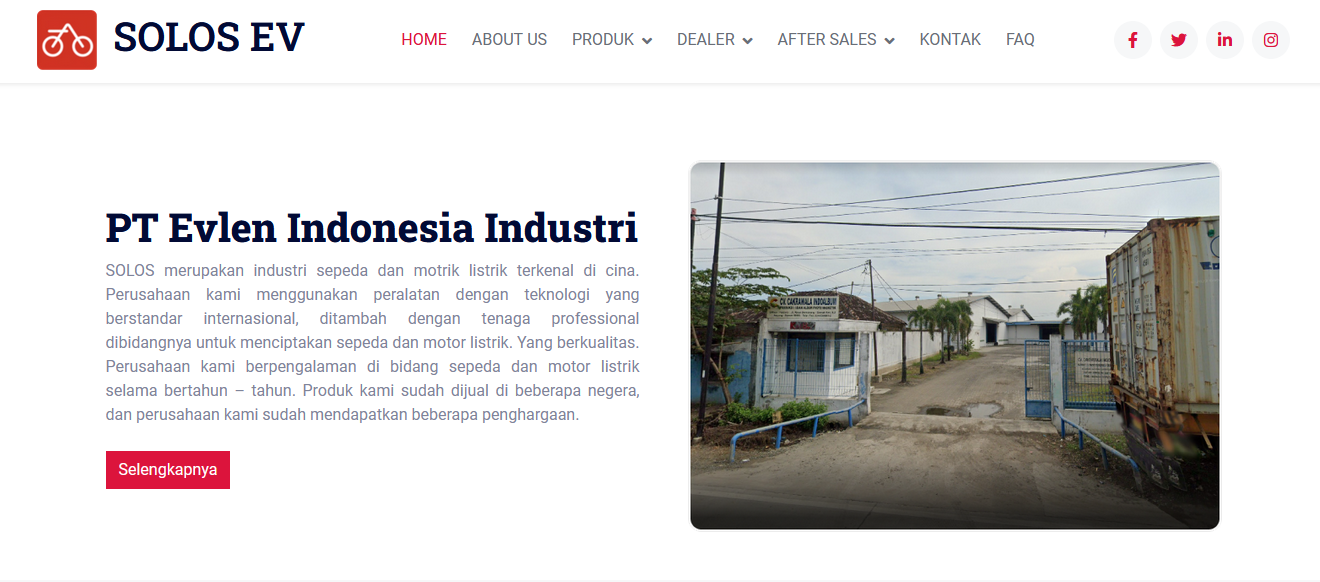 SOLOS EV
HOME ABOUT US PRODUK DEALER AFTER SALES KONTAK FAQ
PT Evlen Indonesia Industri
SOLOS merupakan industri sepeda dan motrik listrik terkenal di cina.
Perusahaan kami menggunakan peralatan dengan teknologi yang
berstandar internasional, ditambah dengan tenaga professional
dibidangnya untuk menciptakan sepeda dan motor listrik. Yang berkualitas.
Perusahaan kami berpengalaman di bidang sepeda dan motor listrik
selama bertahun – tahun. Produk kami sudah dijual di beberapa negera,
dan perusahaan kami sudah mendapatkan beberapa penghargaan.
Selengkapnya
CV. CAKRAWALA INDOALBUM